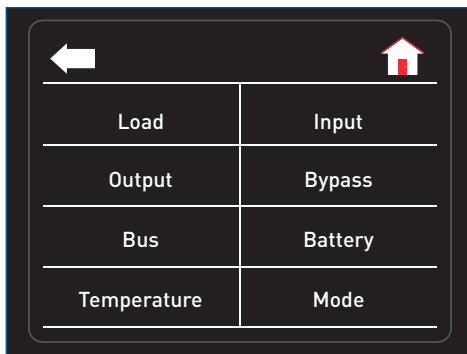 Load Input
Output Bypass
Bus Battery
Temperature Mode